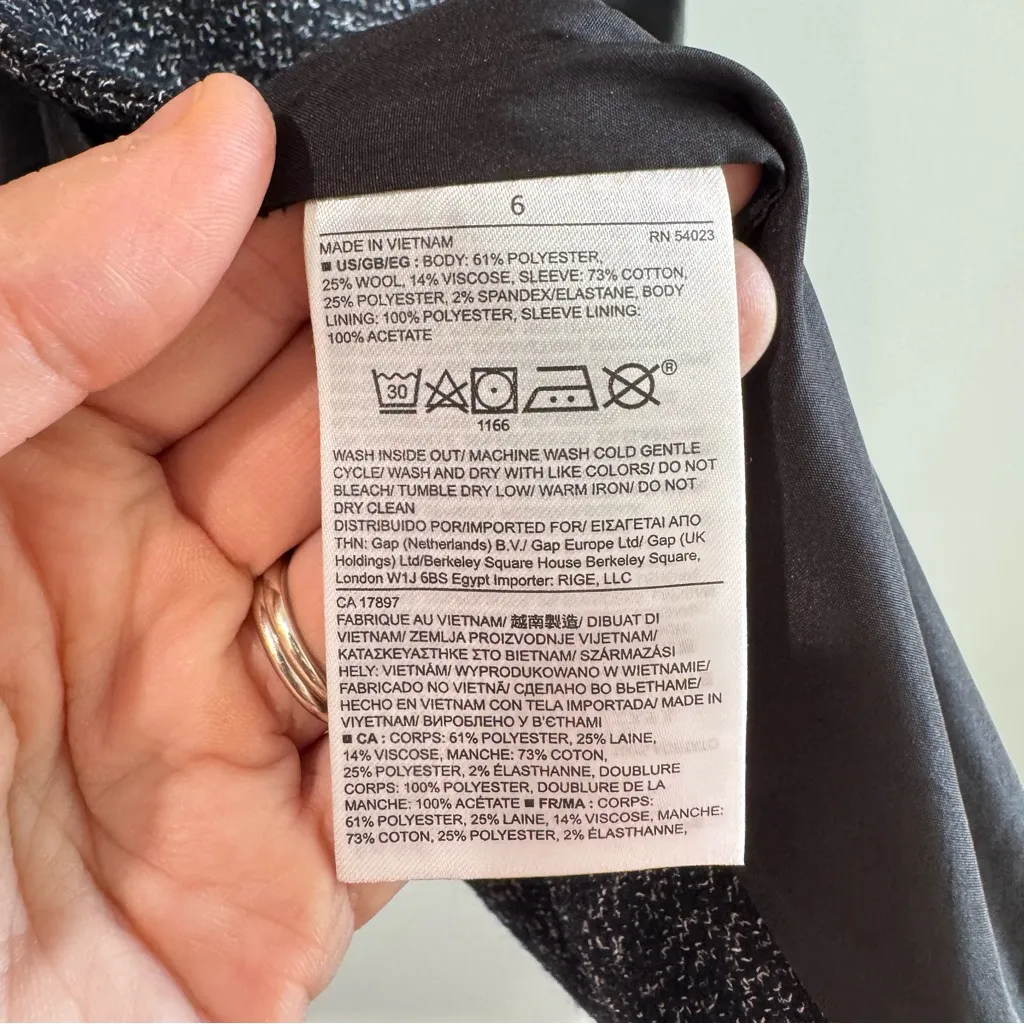 6
MADE IN VIETNAM RN 54023
■ US/GB/EG : BODY: 61% POLYESTER,
25% WOOL, 14% VISCOSE, SLEEVE: 73% COTTON,
25% POLYESTER, 2% SPANDEX/ELASTANE, BODY
LINING: 100% POLYESTER, SLEEVE LINING:
100% ACETATE
30 ®
1166
WASH INSIDE OUT/ MACHINE WASH COLD GENTLE
CYCLE/ WASH AND DRY WITH LIKE COLORS/ DO NOT
BLEACH/ TUMBLE DRY LOW/ WARM IRON/ DO NOT
DRY CLEAN
DISTRIBUIDO POR/IMPORTED FOR/ ΕΙΣΑΓΕΤΑΙ ΑΠΟ
ΤΗΝ: Gap (Netherlands) B.V./ Gap Europe Ltd/ Gap (UK
Holdings) Ltd/Berkeley Square House Berkeley Square,
London W1J 6BS Egypt Importer: RIGE, LLC
CA 17897
FABRIQUE AU VIETNAM/ 越南製造/ DIBUAT DI
VIETNAM/ ZEMLJA PROIZVODNJE VIJETNAM/
ΚΑΤΑΣΚΕΥΑΣΤΗΚΕ ΣΤΟ ΒΙΕΤΝΑΜ/ SZÁRMAZÁSI
HELY: VIETNÁM/ WYPRODUKOWANO W WIETNAMIE/
FABRICADO NO VIETNÃ/ СДЕЛАНО ВО ВЬЕТНАМЕ/
HECHO EN VIETNAM CON TELA IMPORTADA/ MADE IN
VIYETNAM/ ВИРОБЛЕНО У В'ЄТНАМІ
■ CA : CORPS: 61% POLYESTER, 25% LAINE,
14% VISCOSE, MANCHE: 73% COTON,
25% POLYESTER, 2% ÉLASTHANNE, DOUBLURE
CORPS: 100% POLYESTER, DOUBLURE DE LA
MANCHE: 100% ACÉTATE ■ FR/MA : CORPS:
61% POLYESTER, 25% LAINE, 14% VISCOSE, MANCHE:
73% COTON, 25% POLYESTER, 2% ÉLASTHANNE,